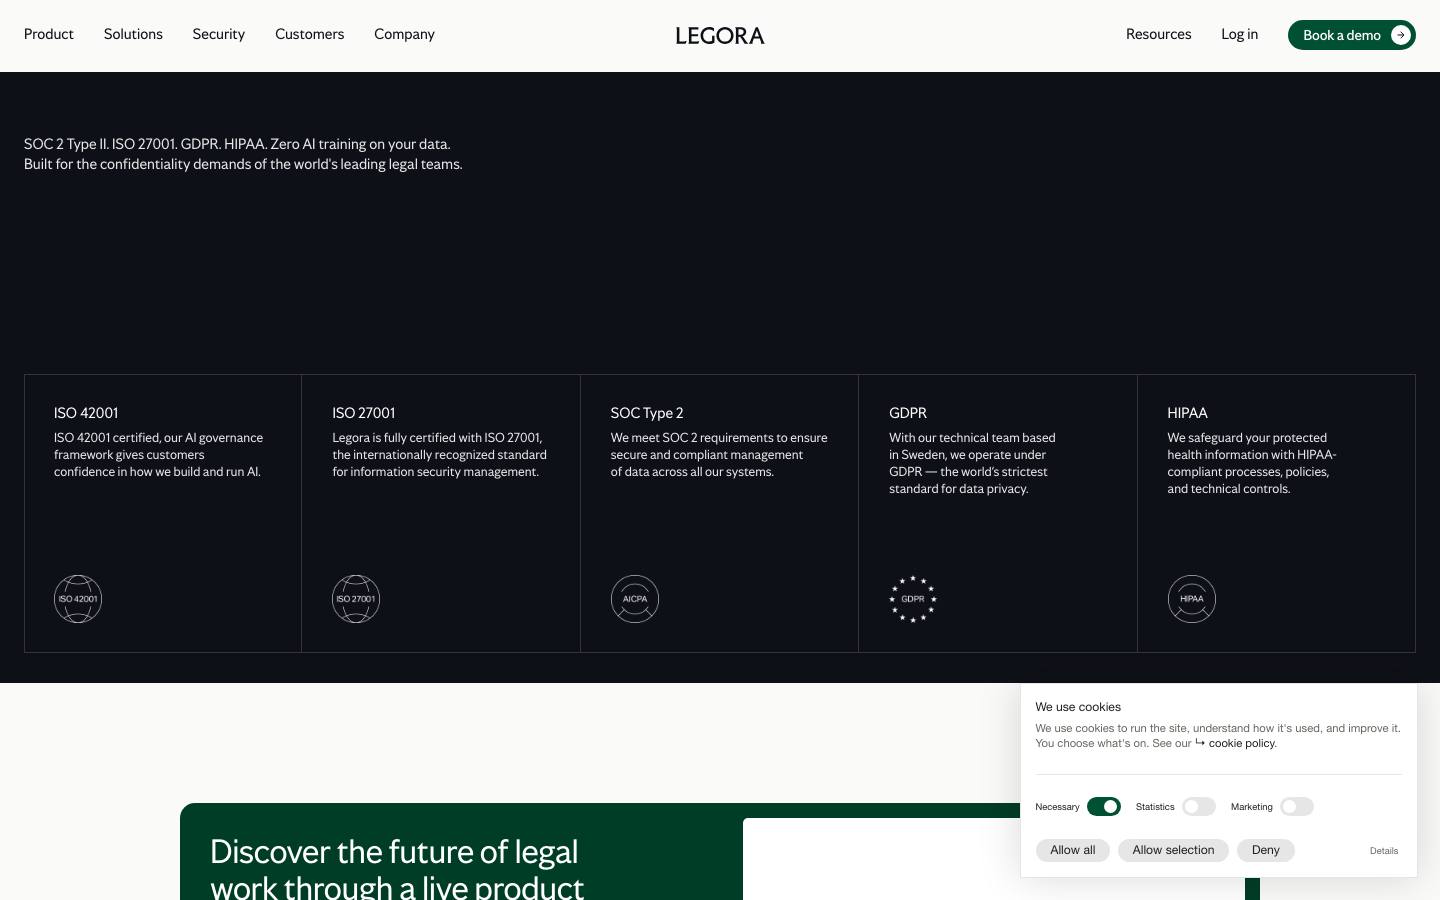 Product
Solutions
Security
Customers
Company
LEGORA
Resources
Log in
Book a demo
SOC 2 Type II. ISO 27001. GDPR. HIPAA. Zero AI training on your data.
Built for the confidentiality demands of the world's leading legal teams.
ISO 42001
ISO 42001 certified, our AI governance
framework gives customers
confidence in how we build and run AI.
ISO 42001
ISO 27001
Legora is fully certified with ISO 27001,
the internationally recognized standard
for information security management.
ISO 27001
SOC Type 2
We meet SOC 2 requirements to ensure
secure and compliant management
of data across all our systems.
AICPA
GDPR
With our technical team based
in Sweden, we operate under
GDPR — the world's strictest
standard for data privacy.
GDPR
HIPAA
We safeguard your protected
health information with HIPAA-
compliant processes, policies,
and technical controls.
HIPAA
Discover the future of legal
work through a live product
We use cookies
We use cookies to run the site, understand how it's used, and improve it.
You choose what's on. See our ↳ cookie policy.
Necessary
Statistics
Marketing
Allow all
Allow selection
Deny
Details